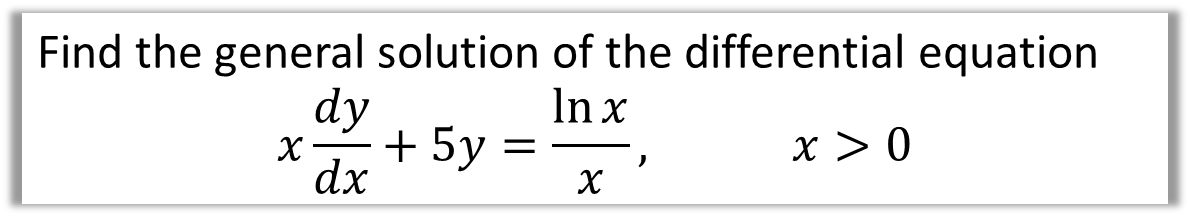 Find the general solution of the differential equation
x dy/dx + 5y = ln x/x, x > 0